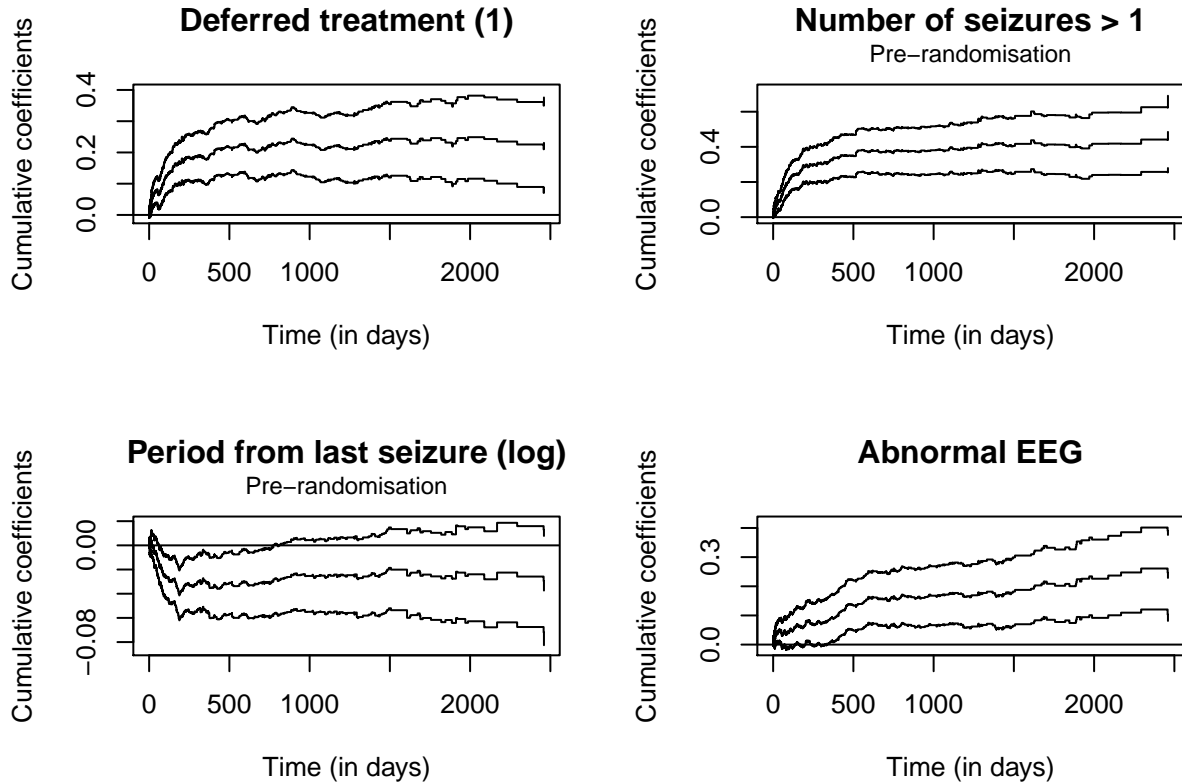 Deferred treatment (1)
Cumulative coefficients
0.0 0.2 0.4
0 500 1000 2000
Time (in days)
Number of seizures > 1
Pre−randomisation
Cumulative coefficients
0.0 0.4
0 500 1000 2000
Time (in days)
Period from last seizure (log)
Pre−randomisation
Cumulative coefficients
−0.08 0.00
0 500 1000 2000
Time (in days)
Abnormal EEG
Cumulative coefficients
0.0 0.3
0 500 1000 2000
Time (in days)